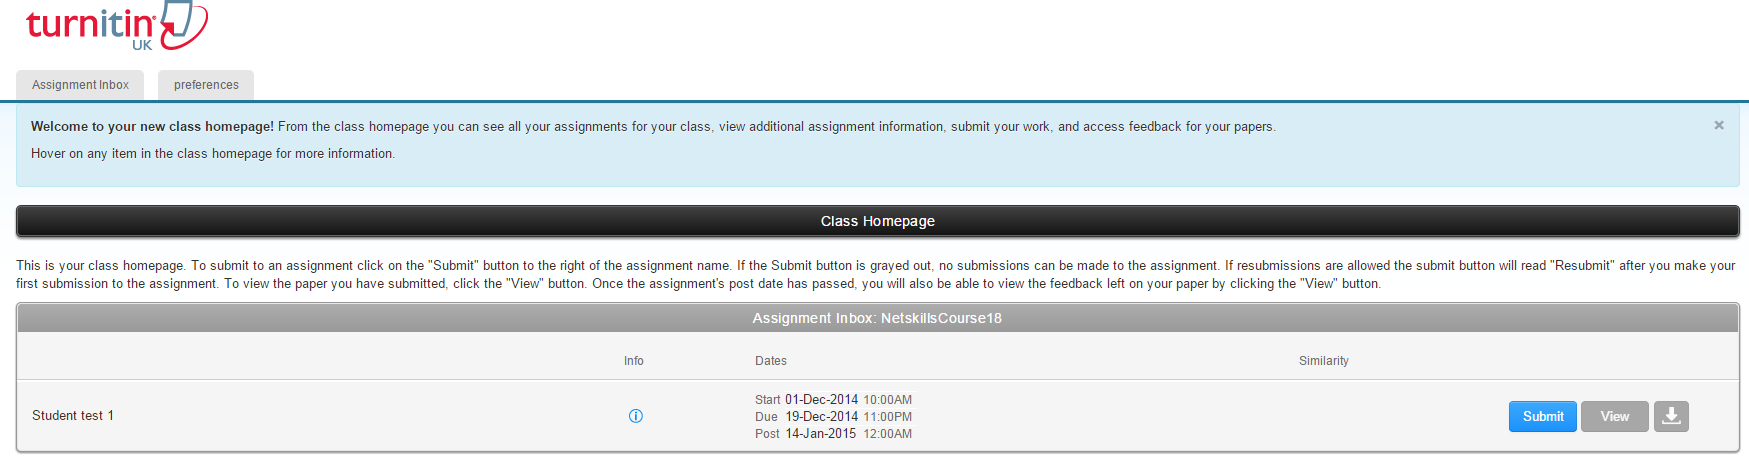 turnitin
UK
Assignment Inbox preferences
Welcome to your new class homepage! From the class homepage you can see all your assignments for your class, view additional assignment information, submit your work, and access feedback for your papers. ×
Hover on any item in the class homepage for more information.
Class Homepage
This is your class homepage. To submit to an assignment click on the "Submit" button to the right of the assignment name. If the Submit button is grayed out, no submissions can be made to the assignment. If resubmissions are allowed the submit button will read "Resubmit" after you make your
first submission to the assignment. To view the paper you have submitted, click the "View" button. Once the assignment's post date has passed, you will also be able to view the feedback left on your paper by clicking the "View" button.
Assignment Inbox: NetskillsCourse18
Info Dates Similarity
Student test 1
Start 01-Dec-2014 10:00AM
Due 19-Dec-2014 11:00PM
Post 14-Jan-2015 12:00AM
Submit View